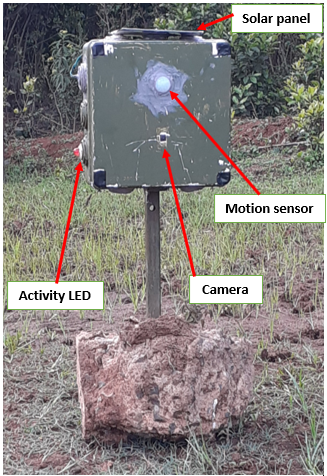 Solar panel
Motion sensor
Activity LED
Camera